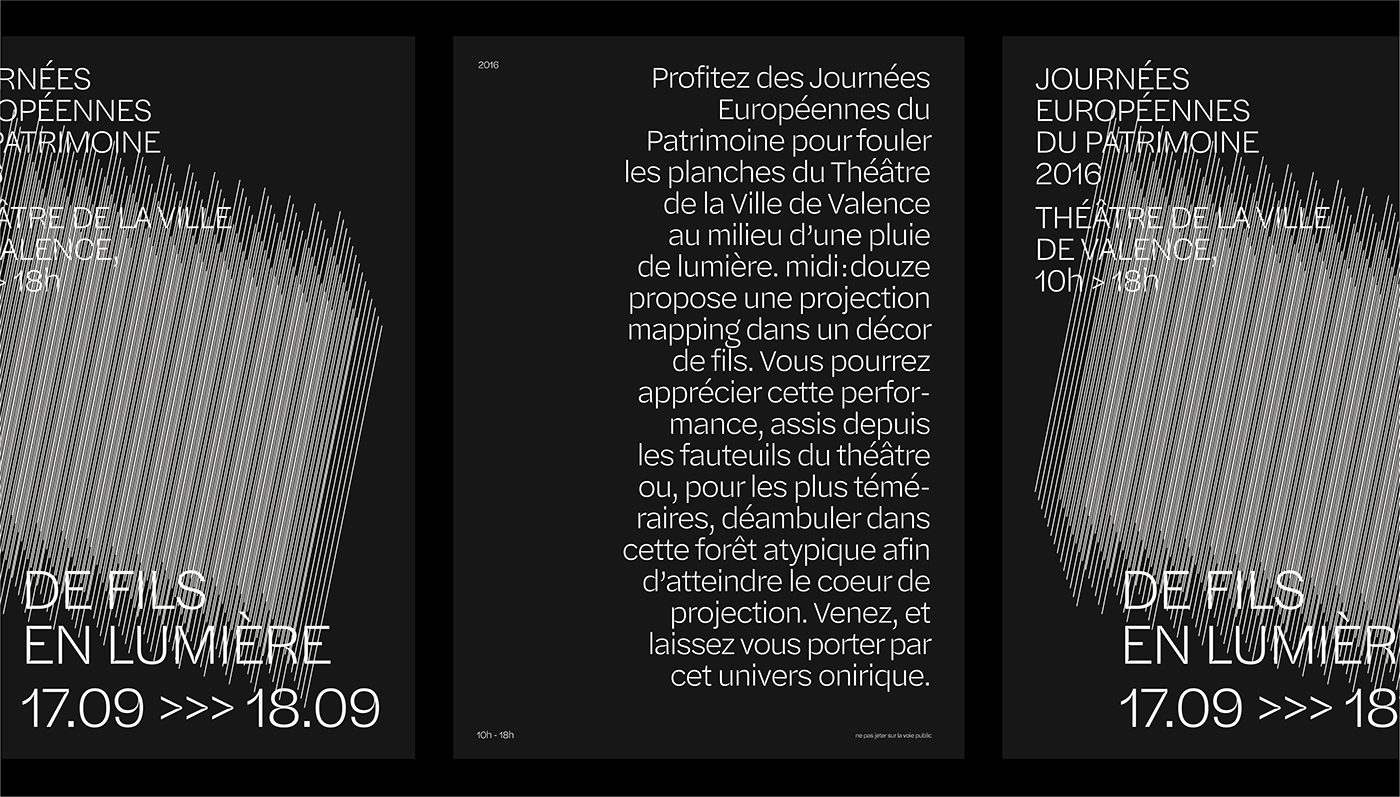 RNÉES
OPÉENNES
PATRIMOINE
ÂTRE DE LA VILLE
ALENCE,
> 18h
DE FILS
EN LUMIÈRE
17.09 >>> 18.09
2016
Profitez des Journées
Européennes du
Patrimoine pour fouler
les planches du Théâtre
de la Ville de Valence
au milieu d’une pluie
de lumière. midi:douze
propose une projection
mapping dans un décor
de fils. Vous pourrez
apprécier cette perfor-
mance, assis depuis
les fauteuils du théâtre
ou, pour les plus témé-
raires, déambuler dans
cette forêt atypique afin
d’atteindre le coeur de
projection. Venez, et
laissez vous porter par
cet univers onirique.
10h - 18h
ne pas jeter sur la voie public
JOURNÉES
EUROPÉENNES
DU PATRIMOINE
2016
THÉÂTRE DE LA VILLE
DE VALENCE,
10h > 18h
DE FILS
EN LUMIÈR
17.09 >>> 18